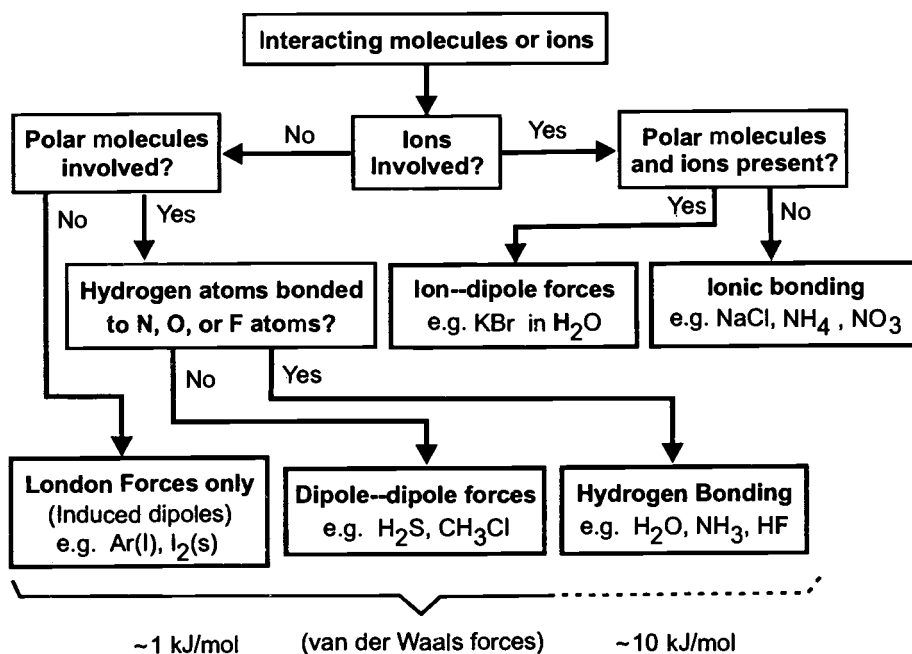 Interacting molecules or ions
Polar molecules
involved?
No
Ions
Involved?
Yes
Polar molecules
and ions present?
No
Yes
Yes
No
Hydrogen atoms bonded
to N, O, or F atoms?
Ion--dipole forces
e.g. KBr in H₂O
Ionic bonding
e.g. NaCl, NH₄ , NO₃
No
Yes
London Forces only
(Induced dipoles)
e.g. Ar(l), I₂(s)
Dipole--dipole forces
e.g. H₂S, CH₃Cl
Hydrogen Bonding
e.g. H₂O, NH₃, HF
~1 kJ/mol (van der Waals forces) ~10 kJ/mol